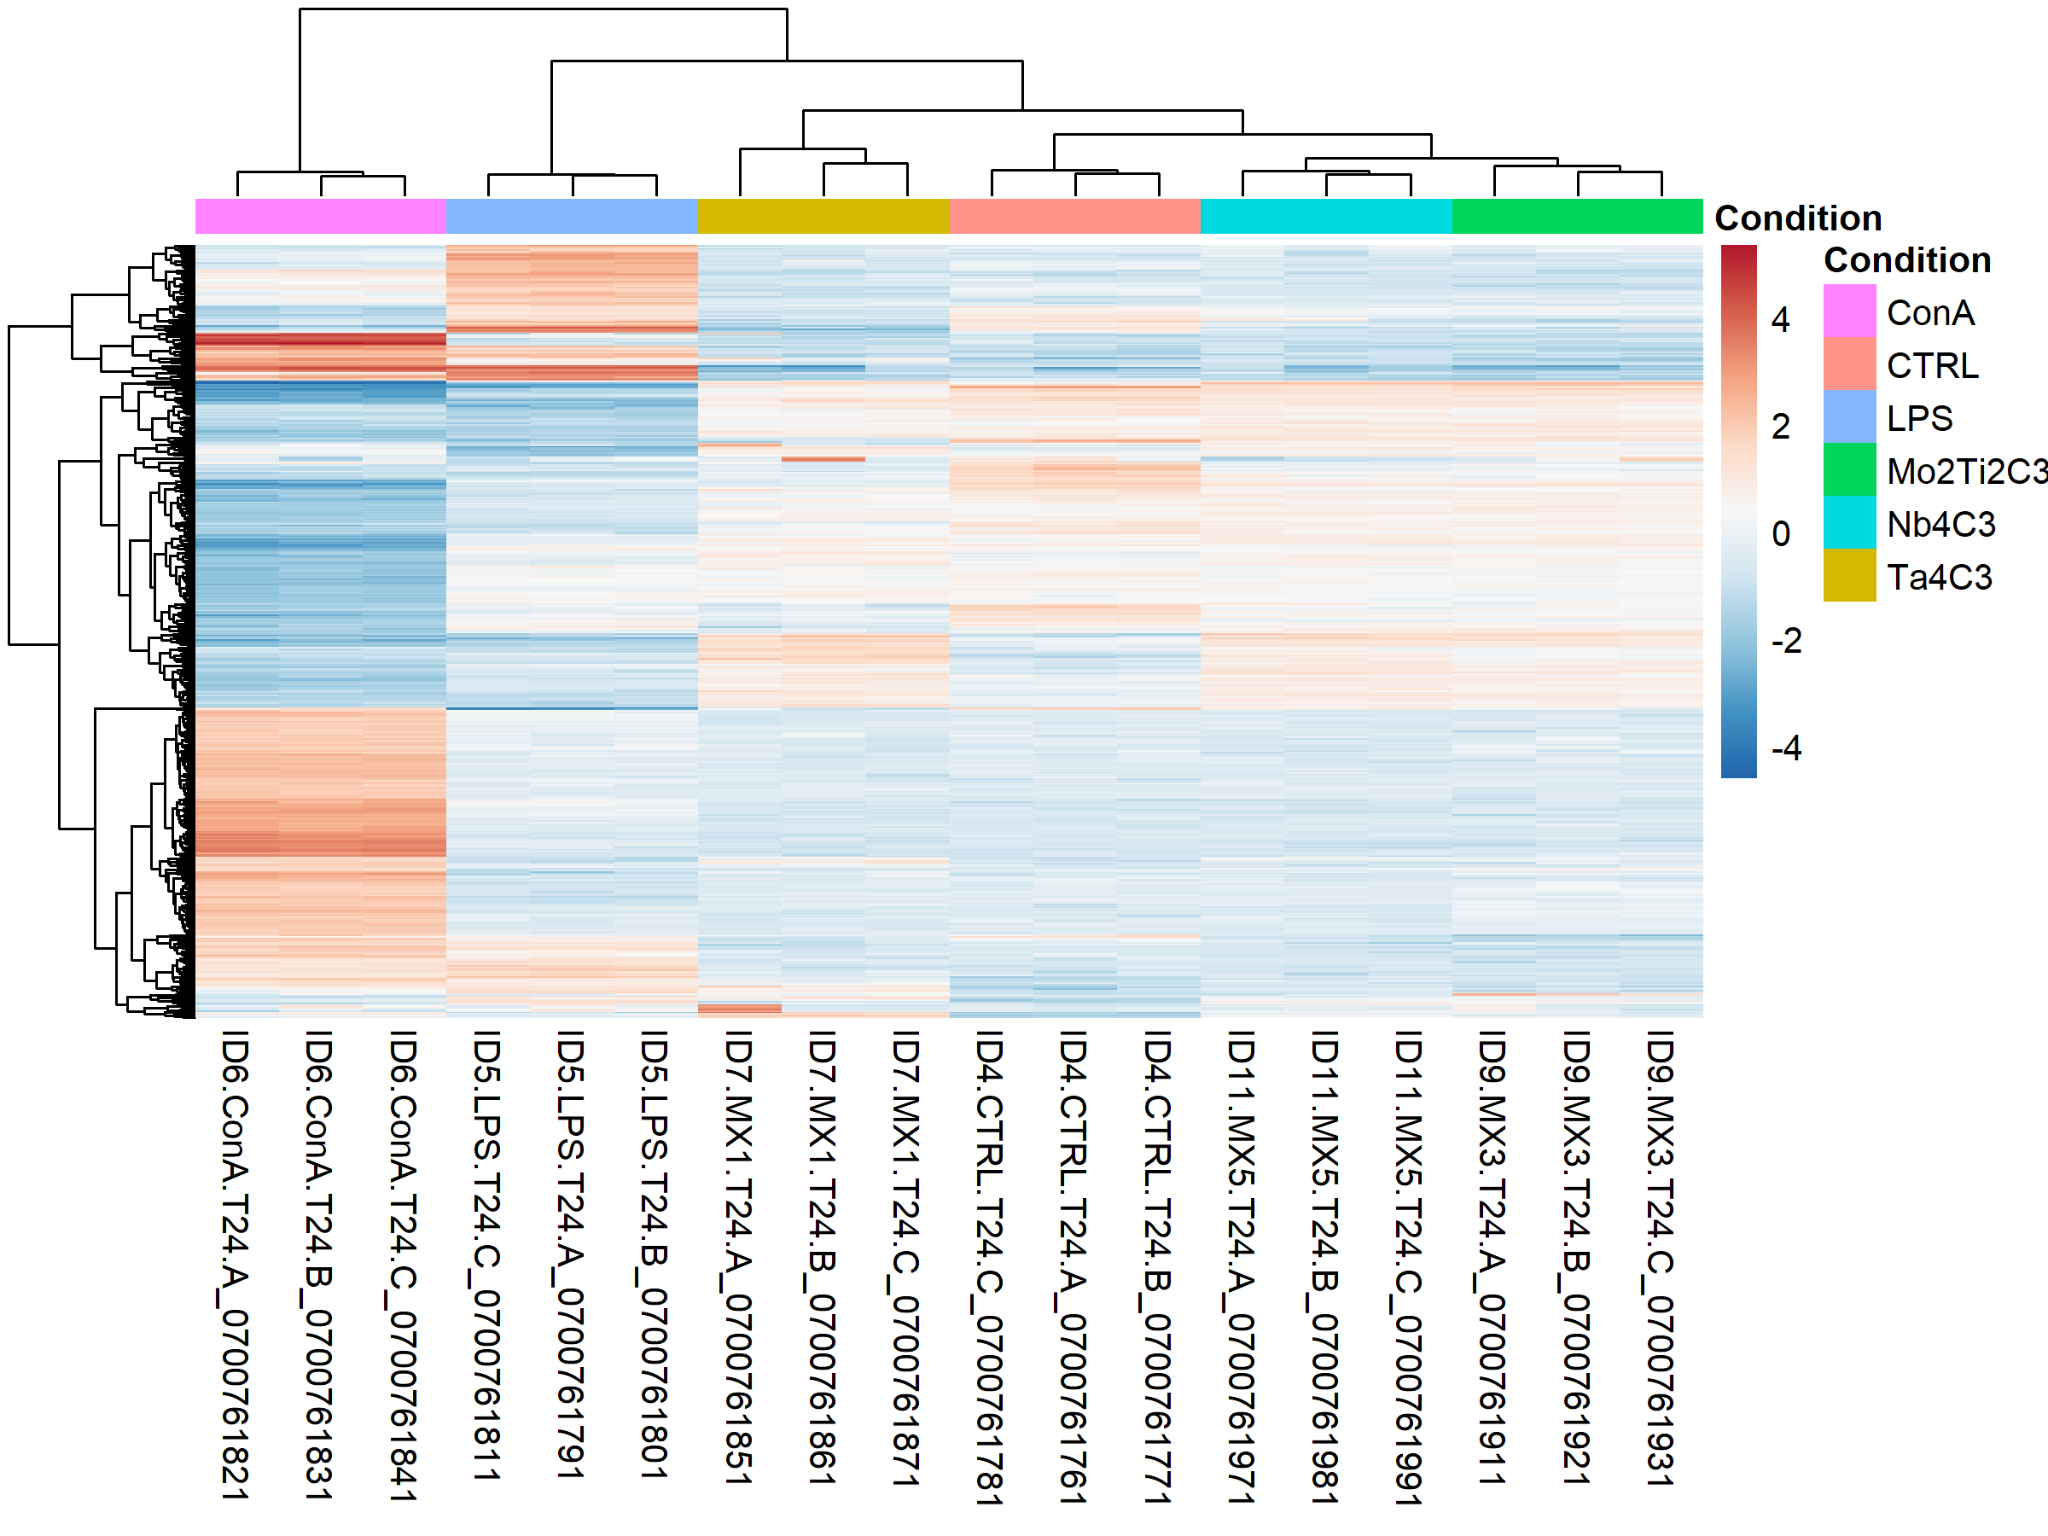 Condition
4
2
0
-2
-4
Condition
ConA
CTRL
LPS
Mo2Ti2C3
Nb4C3
Ta4C3
ID6.ConA.T24.A_0700761821
ID6.ConA.T24.B_0700761831
ID6.ConA.T24.C_0700761841
ID5.LPS.T24.C_0700761811
ID5.LPS.T24.A_0700761791
ID5.LPS.T24.B_0700761801
ID7.MX1.T24.A_0700761851
ID7.MX1.T24.B_0700761861
ID7.MX1.T24.C_0700761871
ID4.CTRL.T24.C_0700761781
ID4.CTRL.T24.A_0700761761
ID4.CTRL.T24.B_0700761771
ID11.MX5.T24.A_0700761971
ID11.MX5.T24.B_0700761981
ID11.MX5.T24.C_0700761991
ID9.MX3.T24.A_0700761911
ID9.MX3.T24.B_0700761921
ID9.MX3.T24.C_0700761931